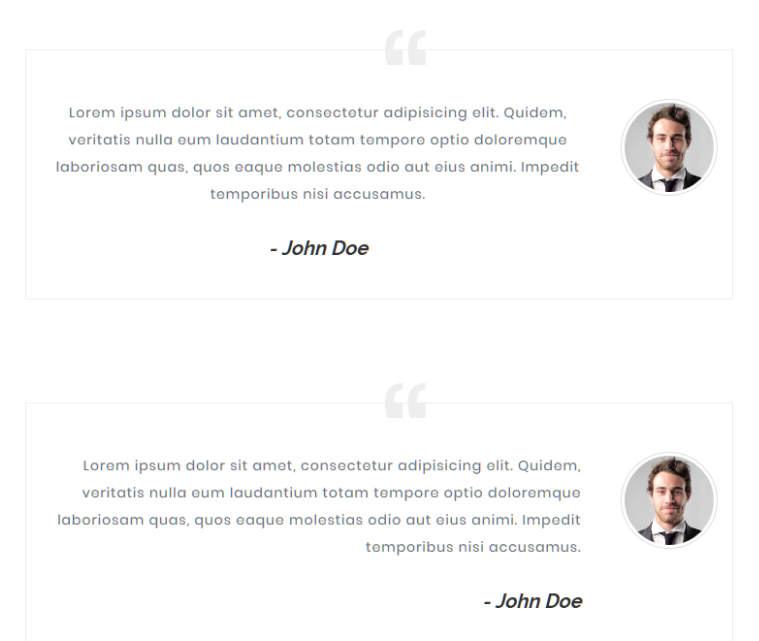 “
Lorem ipsum dolor sit amet, consectetur adipisicing elit. Quidem,
veritatis nulla eum laudantium totam tempore optio doloremque
laboriosam quas, quos eaque molestias odio aut eius animi. Impedit
temporibus nisi accusamus.
- John Doe
“
Lorem ipsum dolor sit amet, consectetur adipisicing elit. Quidem,
veritatis nulla eum laudantium totam tempore optio doloremque
laboriosam quas, quos eaque molestias odio aut eius animi. Impedit
temporibus nisi accusamus.
- John Doe